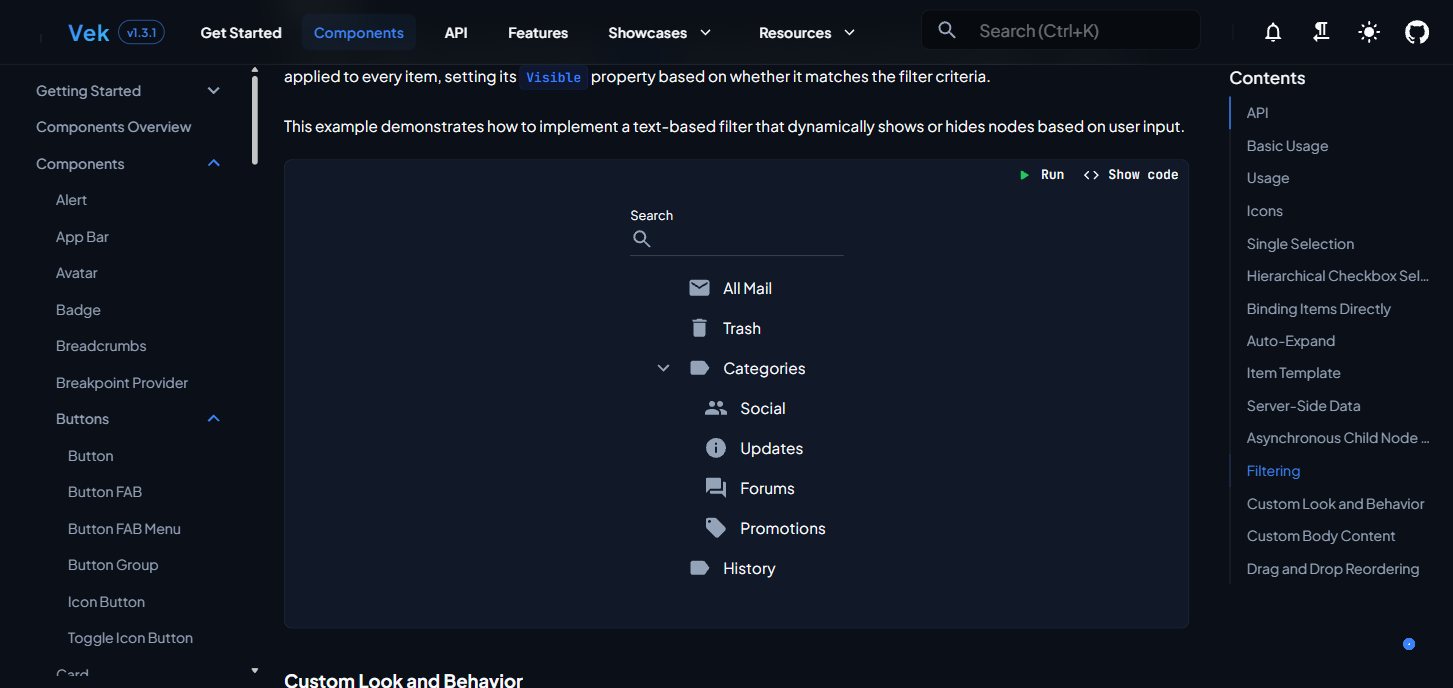 Vek v1.3.1 Get Started Components API Features Showcases Resources Search (Ctrl+K)
Getting Started
Components Overview
Components
Alert
App Bar
Avatar
Badge
Breadcrumbs
Breakpoint Provider
Buttons
Button
Button FAB
Button FAB Menu
Button Group
Icon Button
Toggle Icon Button
Card
applied to every item, setting its Visible property based on whether it matches the filter criteria.
This example demonstrates how to implement a text-based filter that dynamically shows or hides nodes based on user input.
Run <> Show code
Search
All Mail
Trash
Categories
Social
Updates
Forums
Promotions
History
Custom Look and Behavior
Contents
API
Basic Usage
Usage
Icons
Single Selection
Hierarchical Checkbox Sel...
Binding Items Directly
Auto-Expand
Item Template
Server-Side Data
Asynchronous Child Node ...
Filtering
Custom Look and Behavior
Custom Body Content
Drag and Drop Reordering